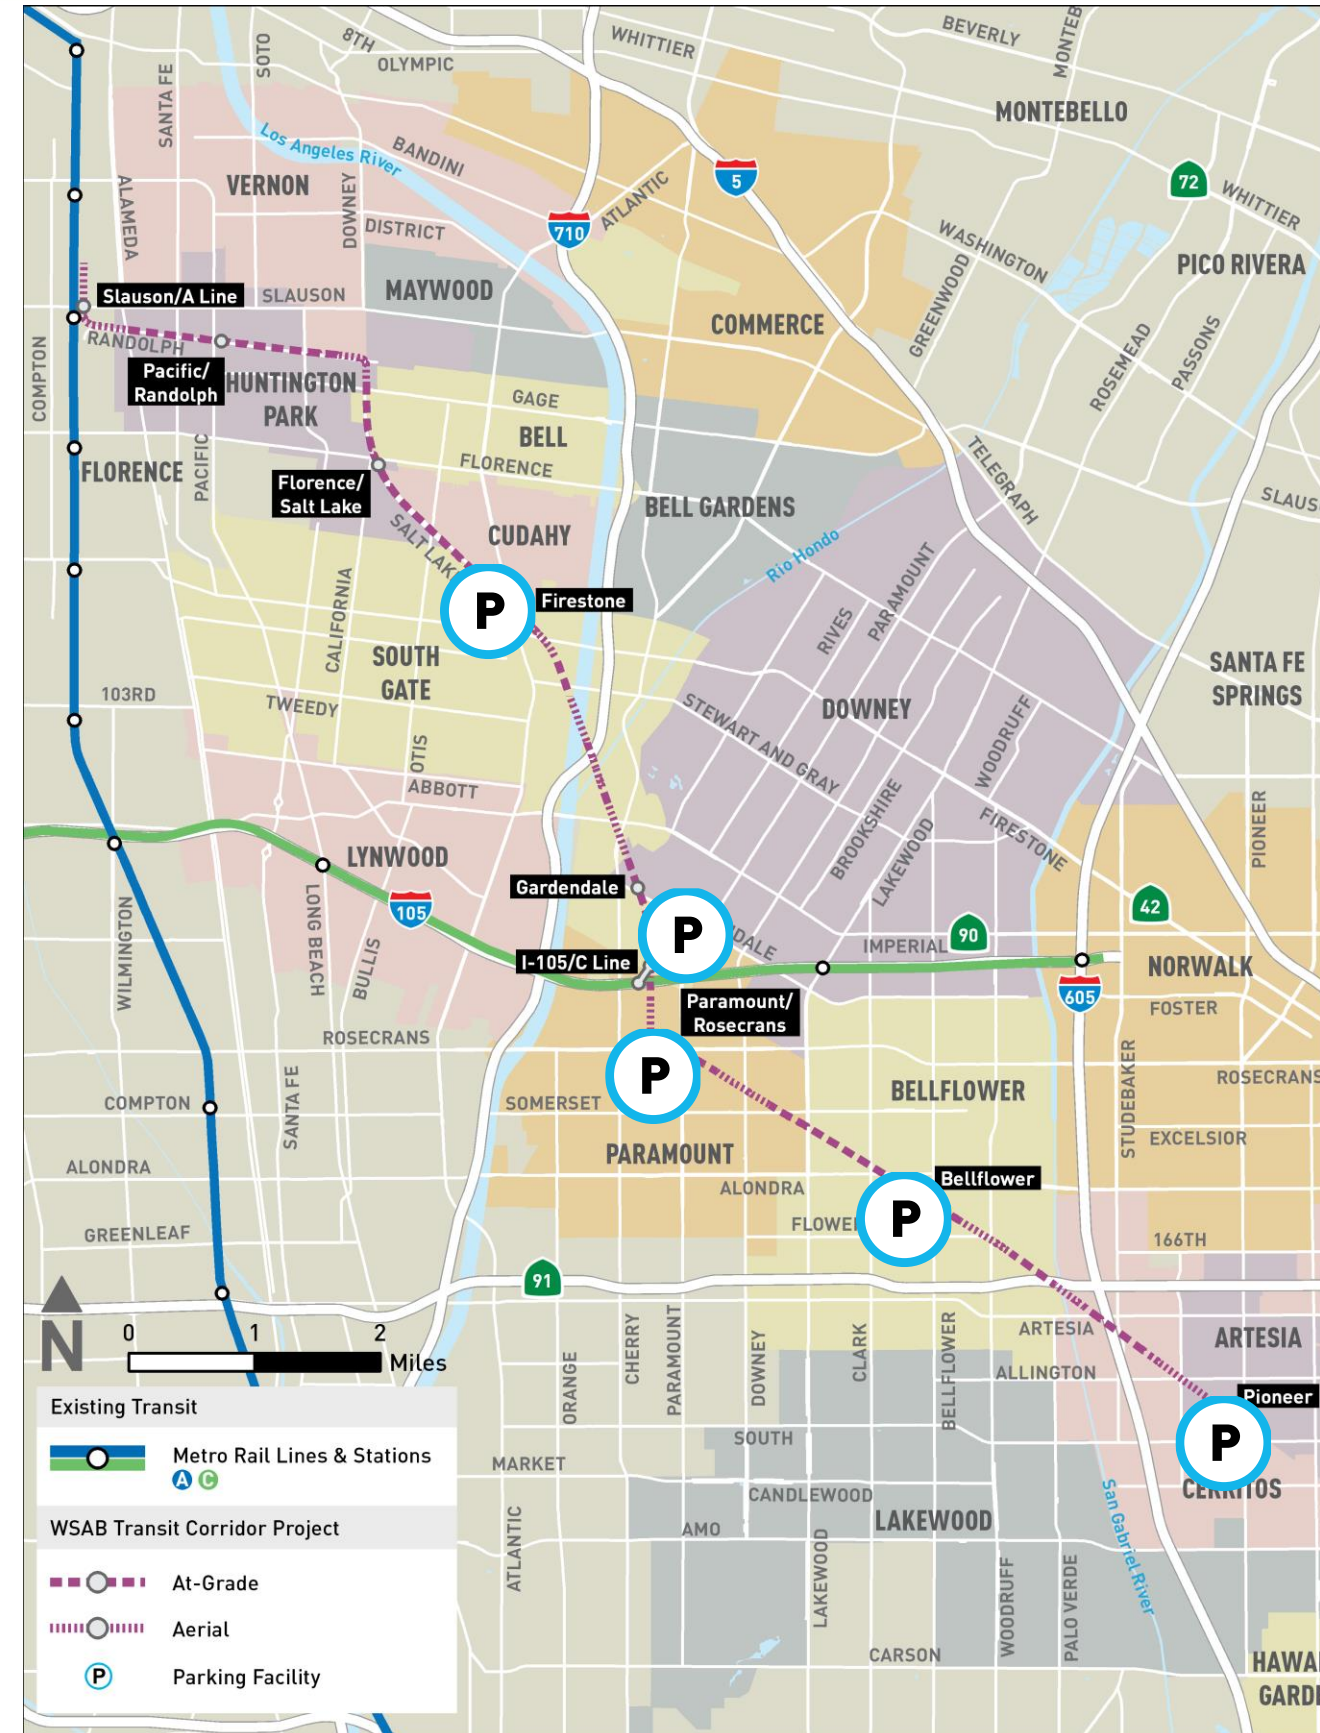 BEVERLY
MONTEB
WHITTIER
8TH
SOTO
OLYMPIC
SANTA FE
MONTEBELLO
Los Angeles River
BANDINI
5
72
VERNON
ALAMEDA
DOWNEY
ATLANTIC
WHITTIER
DISTRICT
710
WASHINGTON
PICO RIVERA
MAYWOOD
Slauson/A Line
SLAUSON
GREENWOOD
COMMERCE
RANDOLPH
COMPTON
ROSEMEAD
PASSONS
Pacific/
Randolph
HUNTINGTON
PARK
GAGE
BELL
FLORENCE
PACIFIC
FLORENCE
TELEGRAPH
Florence/
Salt Lake
BELL GARDENS
SLAUS
SALT LAK
CUDAHY
Rio Hondo
P
Firestone
CALIFORNIA
RIVES
PARAMOUNT
SOUTH
GATE
SANTA FE
SPRINGS
103RD
TWEEDY
STEWART AND GRAY
DOWNEY
WOODRUFF
OTIS
ABBOTT
BROOKSHIRE
LAKEWOOD
FIRESTONE
PIONEER
LYNWOOD
Gardendale
105
42
WILMINGTON
LONG BEACH
BULLIS
P
DALE
IMPERIAL
90
I-105/C Line
NORWALK
605
FOSTER
Paramount/
Rosecrans
ROSECRANS
P
ROSECRANS
SANTA FE
COMPTON
SOMERSET
BELLFLOWER
STUDEBAKER
EXCELSIOR
PARAMOUNT
ALONDRA
ALONDRA
Bellflower
FLOWE
P
GREENLEAF
166TH
91
N
0 1 2
Miles
CHERRY
PARAMOUNT
DOWNEY
CLARK
BELLFLOWER
ARTESIA
ARTESIA
ORANGE
ALLINGTON
Pioneer
P
SOUTH
MARKET
CERRITOS
CANDLEWOOD
LAKEWOOD
AMO
ATLANTIC
LAKEWOOD
WOODRUFF
PALO VERDE
San Gabriel River
CARSON
HAWA
GARD
Existing Transit
Metro Rail Lines & Stations
A C
WSAB Transit Corridor Project
At-Grade
Aerial
P Parking Facility